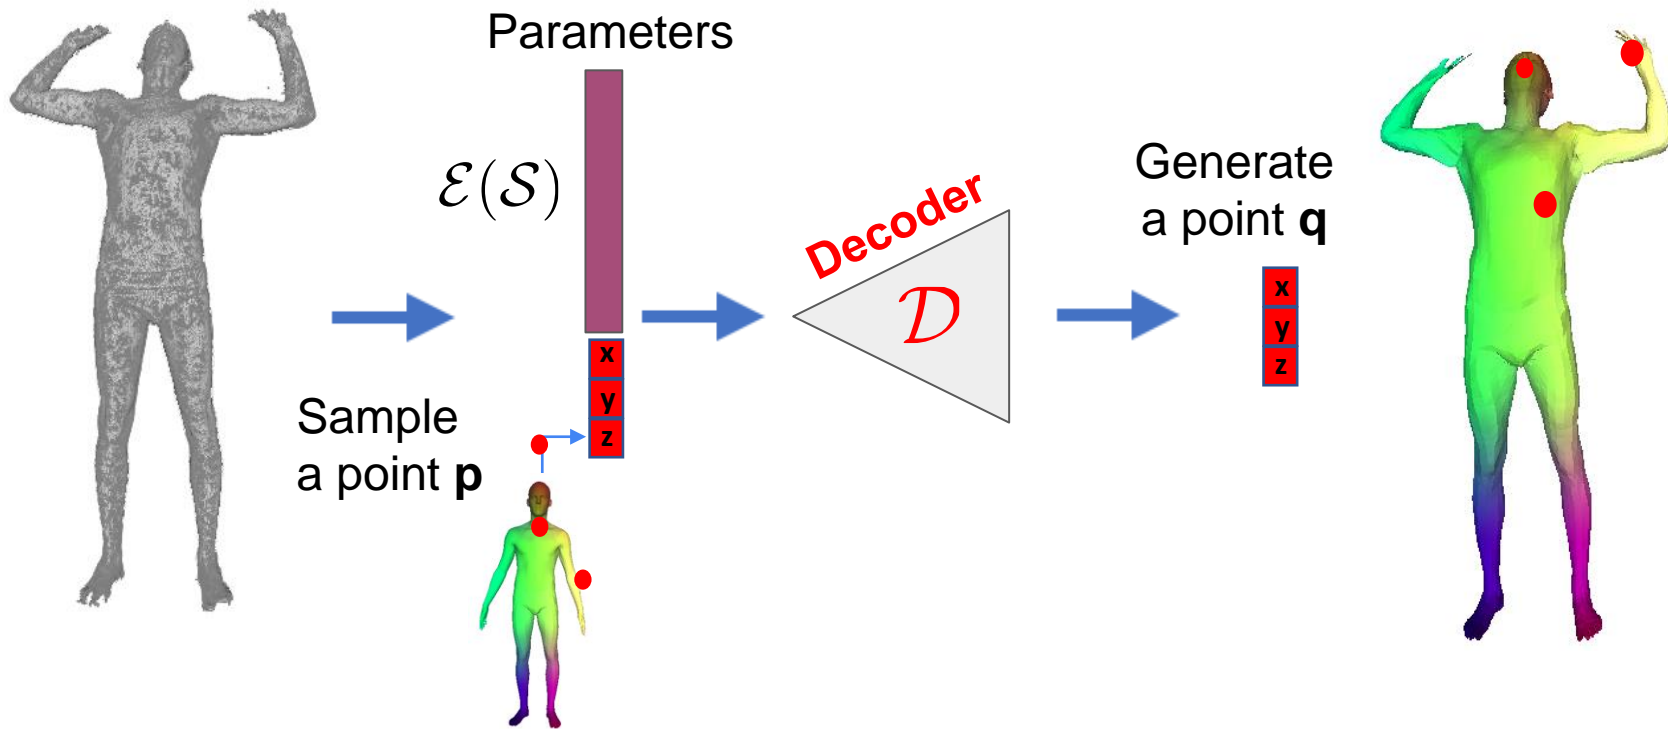 Parameters
ℰ(𝒮)
x
y
z
Sample
a point p
Decoder
𝒟
Generate
a point q
x
y
z